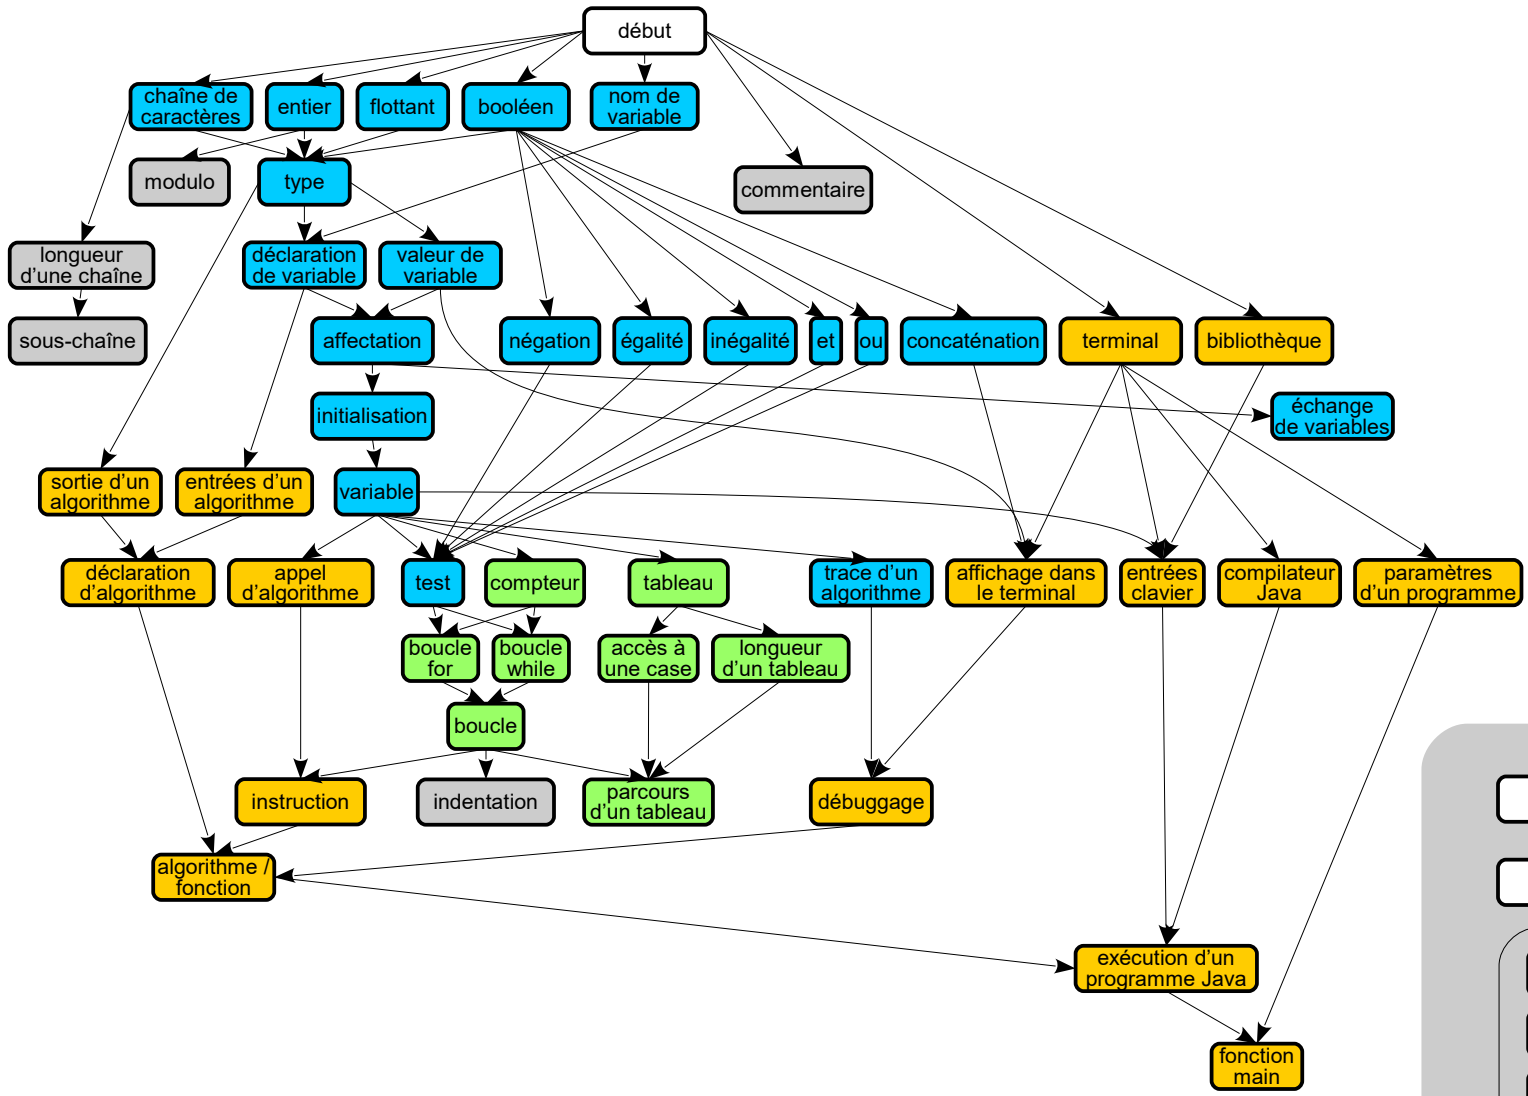 début
chaîne de
caractères
entier
flottant
booléen
nom de
variable
modulo
type
commentaire
longueur
d'une chaîne
déclaration
de variable
valeur de
variable
sous-chaîne
affectation
négation
égalité
inégalité
et
ou
concaténation
terminal
bibliothèque
initialisation
échange
de variables
sortie d'un
algorithme
entrées d'un
algorithme
variable
déclaration
d'algorithme
appel
d'algorithme
test
compteur
tableau
trace d'un
algorithme
affichage dans
le terminal
entrées
clavier
compilateur
Java
paramètres
d'un programme
boucle
for
boucle
while
accès à
une case
longueur
d'un tableau
boucle
instruction
indentation
parcours
d'un tableau
débuggage
algorithme /
fonction
exécution d'un
programme Java
fonction
main